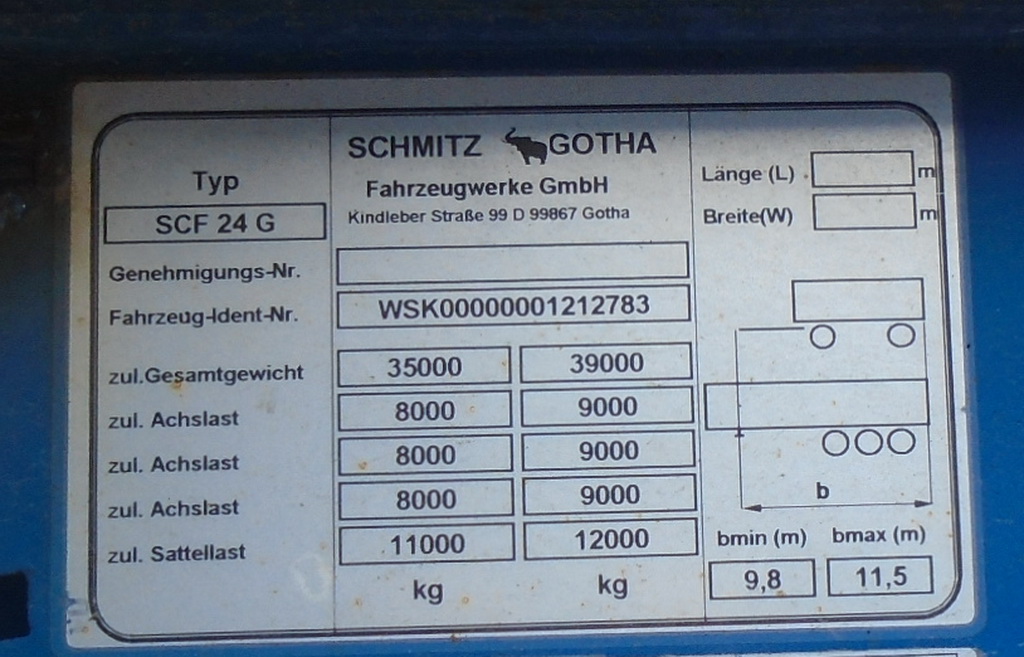 SCHMITZ GOTHA
Fahrzeugwerke GmbH
Kindleber Straße 99 D 99867 Gotha
Typ
SCF 24 G
Genehmigungs-Nr.
Fahrzeug-Ident-Nr. WSK00000001212783
zul.Gesamtgewicht 35000 39000
zul. Achslast 8000 9000
zul. Achslast 8000 9000
zul. Achslast 8000 9000
zul. Sattellast 11000 12000
kg kg
Länge (L) m
Breite(W) m
b
bmin (m) bmax (m)
9,8 11,5